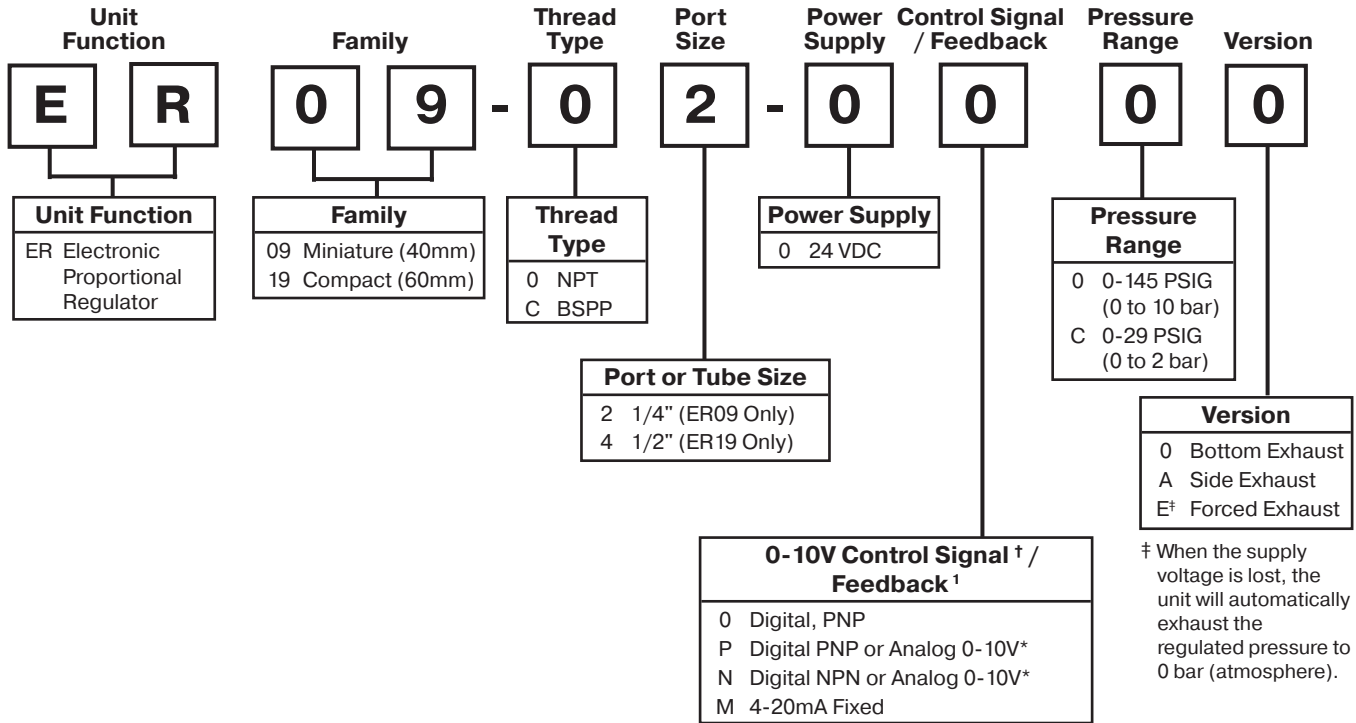 Unit
Function
Family
Thread
Type
Port
Size
Power
Supply
Control Signal
/ Feedback
Pressure
Range
Version
E R 0 9 - 0 2 - 0 0 0 0
Unit Function
ER Electronic
Proportional
Regulator
Family
09 Miniature (40mm)
19 Compact (60mm)
Thread
Type
0 NPT
C BSPP
Power Supply
0 24 VDC
Pressure
Range
0 0-145 PSIG
(0 to 10 bar)
C 0-29 PSIG
(0 to 2 bar)
Port or Tube Size
2 1/4" (ER09 Only)
4 1/2" (ER19 Only)
Version
0 Bottom Exhaust
A Side Exhaust
E‡ Forced Exhaust
‡ When the supply
voltage is lost, the
unit will automatically
exhaust the
regulated pressure to
0 bar (atmosphere).
0-10V Control Signal † /
Feedback ¹
0 Digital, PNP
P Digital PNP or Analog 0-10V*
N Digital NPN or Analog 0-10V*
M 4-20mA Fixed